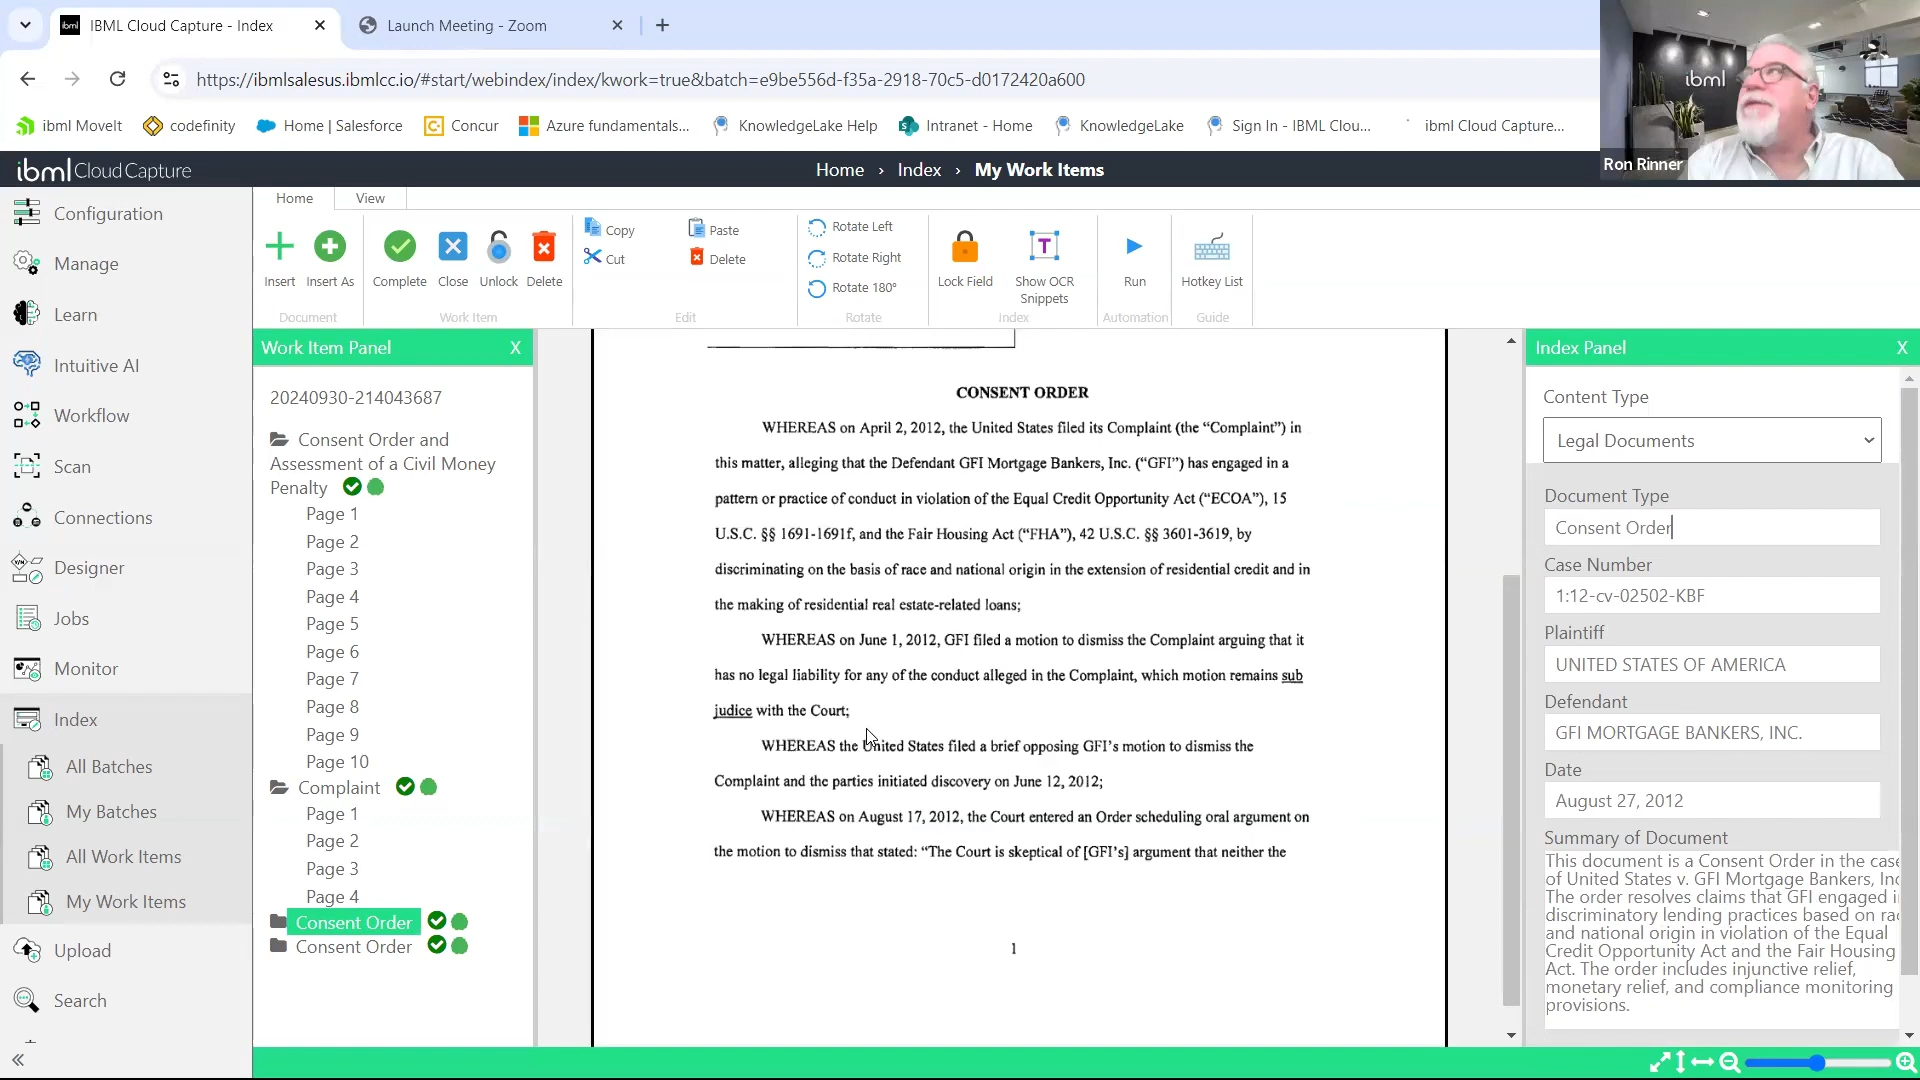 ibml IBML Cloud Capture - Index
Launch Meeting - Zoom
https://ibmlsalesus.ibmlcc.io/#start/webindex/index/kwork=true&batch=e9be556d-f35a-2918-70c5-d0172420a600
ibml MoveIt
codefinity
Home | Salesforce
Concur
Azure fundamentals...
KnowledgeLake Help
Intranet - Home
KnowledgeLake
Sign In - IBML Clou...
ibml Cloud Capture...
ibml
Ron Rinner
ibml Cloud Capture
Home › Index › My Work Items
Configuration
Manage
Learn
Intuitive AI
Workflow
Scan
Connections
Designer
Jobs
Monitor
Index
All Batches
My Batches
All Work Items
My Work Items
Upload
Search
Home
View
Insert
Insert As
Document
Complete
Close
Unlock
Delete
Work Item
Copy
Paste
Cut
Delete
Edit
Rotate Left
Rotate Right
Rotate 180°
Rotate
Lock Field
Show OCR
Snippets
Index
Run
Automation
Hotkey List
Guide
Work Item Panel X
20240930-214043687
Consent Order and
Assessment of a Civil Money
Penalty
Page 1
Page 2
Page 3
Page 4
Page 5
Page 6
Page 7
Page 8
Page 9
Page 10
Complaint
Page 1
Page 2
Page 3
Page 4
Consent Order
Consent Order
CONSENT ORDER
WHEREAS on April 2, 2012, the United States filed its Complaint (the “Complaint”) in
this matter, alleging that the Defendant GFI Mortgage Bankers, Inc. (“GFI”) has engaged in a
pattern or practice of conduct in violation of the Equal Credit Opportunity Act (“ECOA”), 15
U.S.C. §§ 1691-1691f, and the Fair Housing Act (“FHA”), 42 U.S.C. §§ 3601-3619, by
discriminating on the basis of race and national origin in the extension of residential credit and in
the making of residential real estate-related loans;
WHEREAS on June 1, 2012, GFI filed a motion to dismiss the Complaint arguing that it
has no legal liability for any of the conduct alleged in the Complaint, which motion remains sub
judice with the Court;
WHEREAS the United States filed a brief opposing GFI’s motion to dismiss the
Complaint and the parties initiated discovery on June 12, 2012;
WHEREAS on August 17, 2012, the Court entered an Order scheduling oral argument on
the motion to dismiss that stated: “The Court is skeptical of [GFI’s] argument that neither the
1
Index Panel X
Content Type
Legal Documents
Document Type
Consent Order
Case Number
1:12-cv-02502-KBF
Plaintiff
UNITED STATES OF AMERICA
Defendant
GFI MORTGAGE BANKERS, INC.
Date
August 27, 2012
Summary of Document
This document is a Consent Order in the case
of United States v. GFI Mortgage Bankers, Inc
The order resolves claims that GFI engaged i
discriminatory lending practices based on rac
and national origin in violation of the Equal
Credit Opportunity Act and the Fair Housing
Act. The order includes injunctive relief,
monetary relief, and compliance monitoring
provisions.